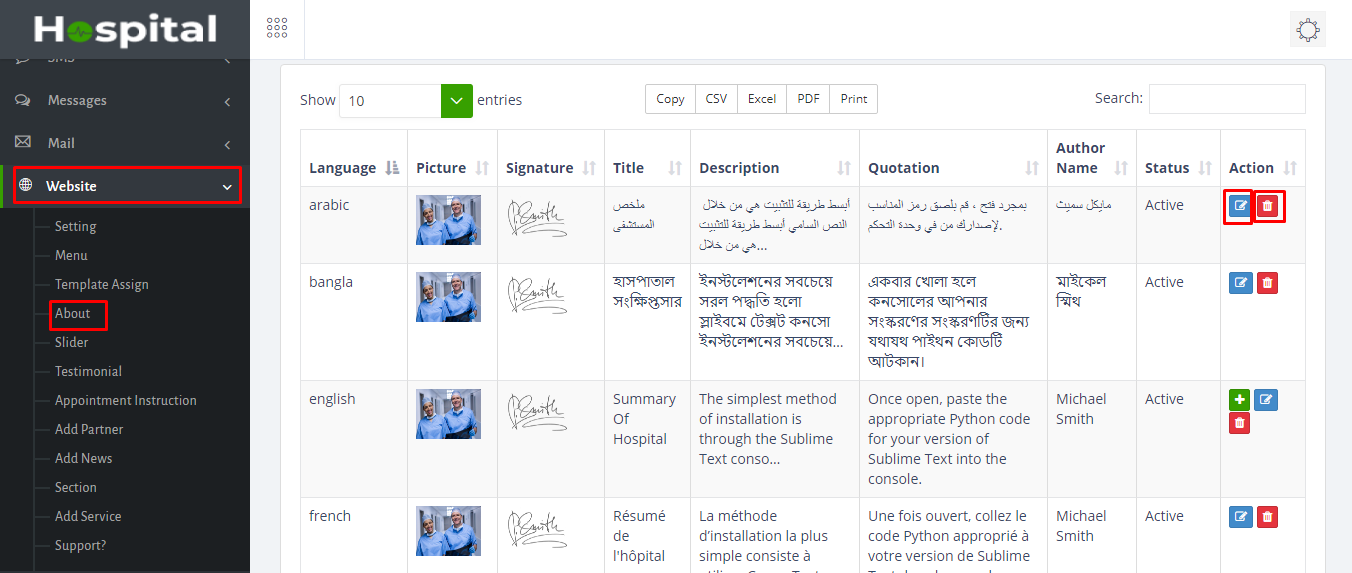 Hospital
SMS
Messages
Mail
Website
Setting
Menu
Template Assign
About
Slider
Testimonial
Appointment Instruction
Add Partner
Add News
Section
Add Service
Support?
Show 10 entries
Copy CSV Excel PDF Print
Search:
Language Picture Signature Title Description Quotation Author Name Status Action
arabic
P.Smith
ملخص
المستشفى
أبسط طريقة للتثبيت هي من خلال
النص السامي أبسط طريقة للتثبيت
هي من خلال...
بمجرد فتح ، قم بلصق رمز المناسب
لإصدارك من في وحدة التحكم.
مايكل سميث
Active
bangla
P.Smith
হাসপাতাল
সংক্ষিপ্তসার
ইনস্টলেশনের সবচেয়ে
সরল পদ্ধতি হলো
স্লাইবমে টেক্সট কনসো
ইনস্টলেশনের সবচেয়ে...
একবার খোলা হলে
কনসোলের আপনার
সংস্করণের সংস্করণটির জন্য
যথাযথ পাইথন কোডটি
আটকান।
মাইকেল
স্মিথ
Active
english
P.Smith
Summary
Of
Hospital
The simplest method
of installation is
through the Sublime
Text conso...
Once open, paste the
appropriate Python code
for your version of
Sublime Text into the
console.
Michael
Smith
Active
french
P.Smith
Résumé
de
l'hôpital
La méthode
d'installation la plus
simple consiste à
Une fois ouvert, collez le
code Python approprié à
votre version de Sublime
Michael
Smith
Active